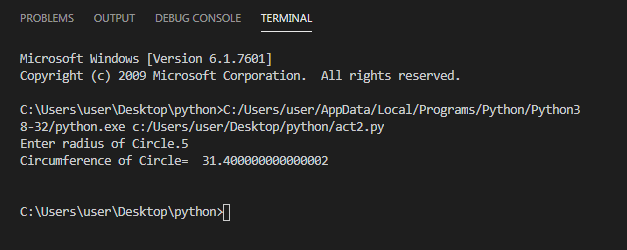 PROBLEMS OUTPUT DEBUG CONSOLE TERMINAL
Microsoft Windows [Version 6.1.7601]
Copyright (c) 2009 Microsoft Corporation.  All rights reserved.
C:\Users\user\Desktop\python>C:/Users/user/AppData/Local/Programs/Python/Python3
8-32/python.exe c:/Users/user/Desktop/python/act2.py
Enter radius of Circle.5
Circumference of Circle=  31.400000000000002
C:\Users\user\Desktop\python>